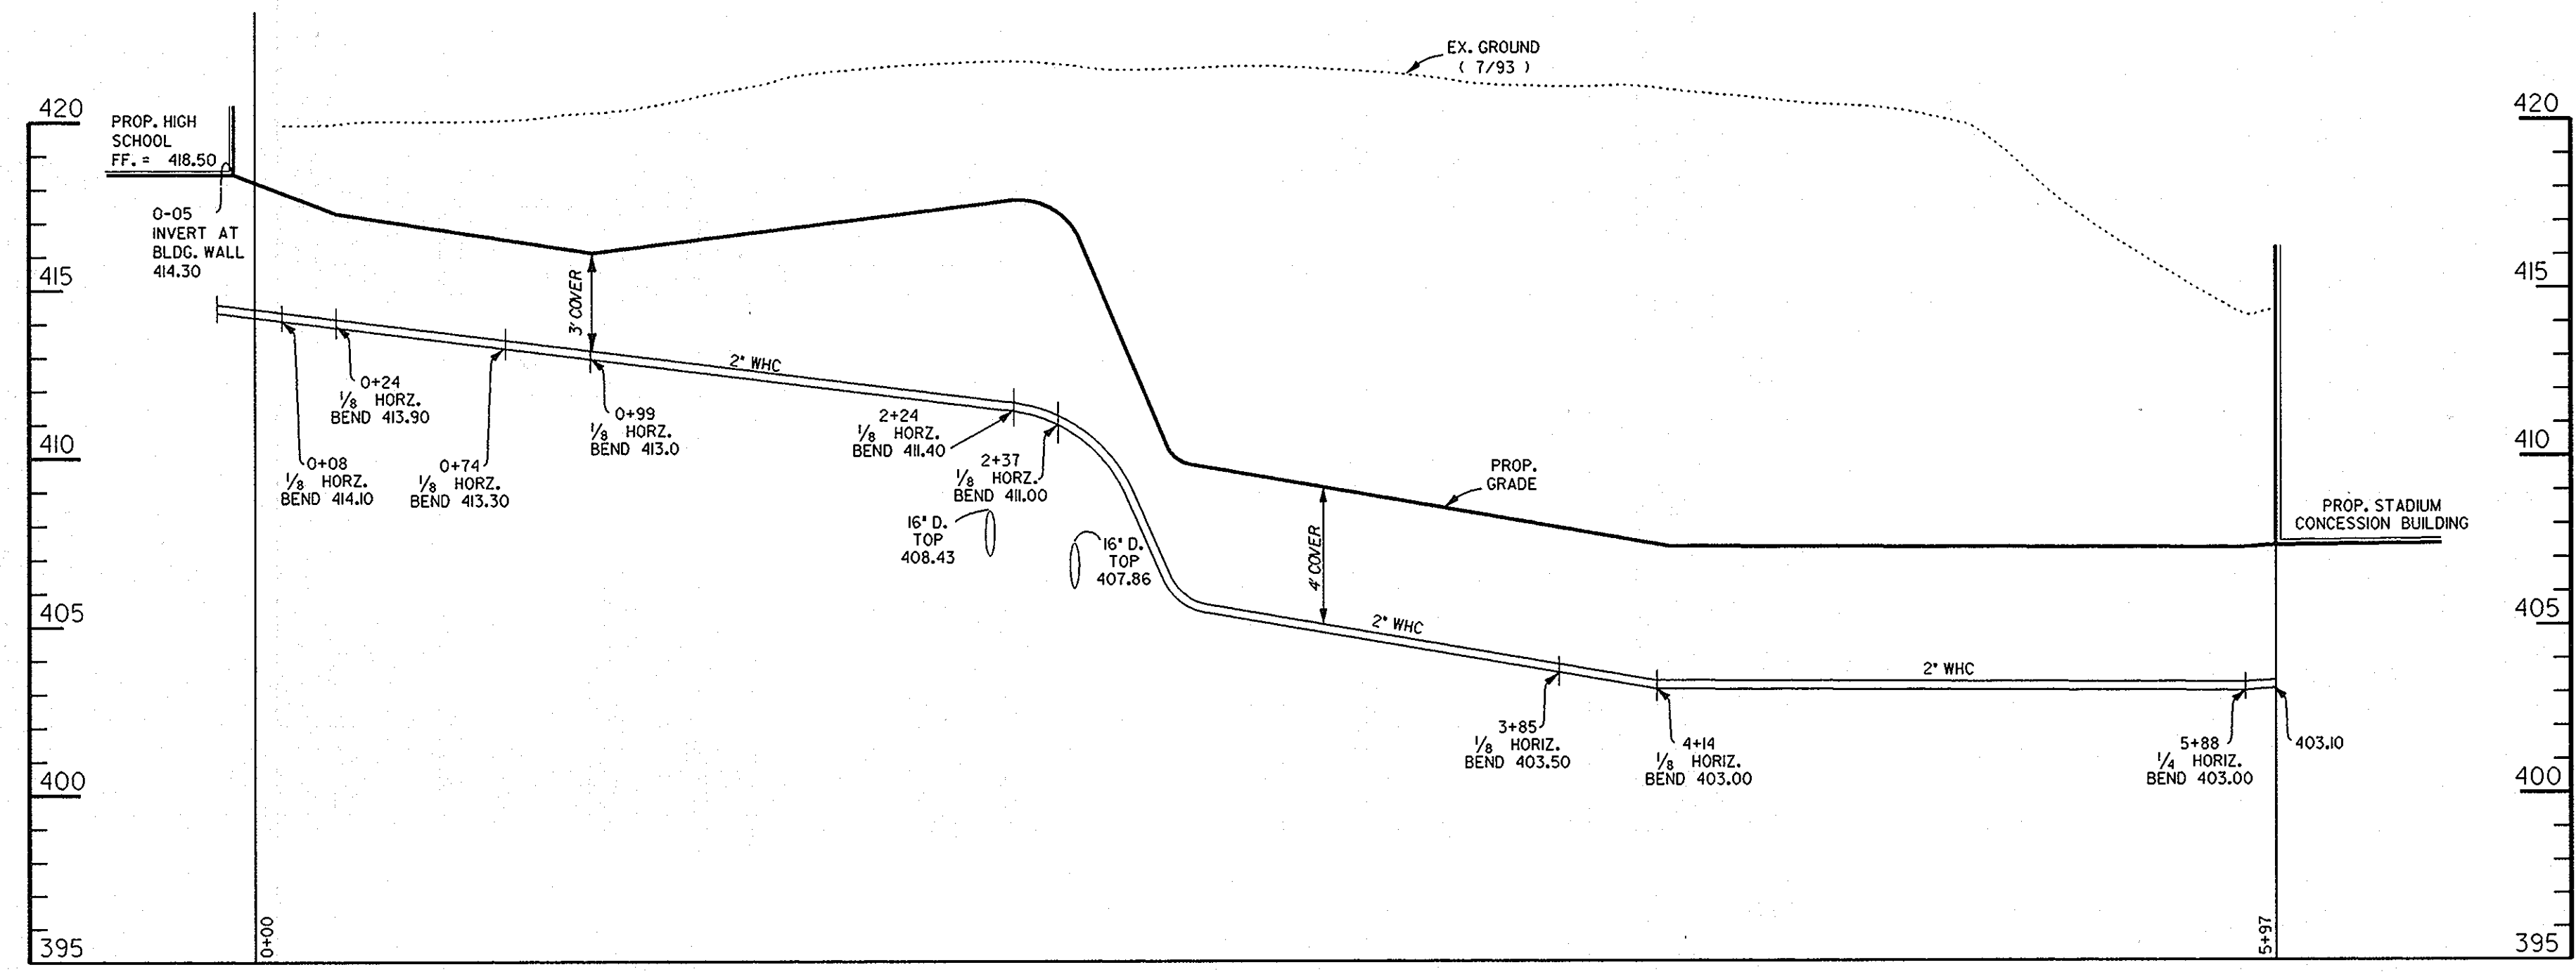 EX. GROUND
( 7/93 )
420
420
PROP. HIGH
SCHOOL
FF. = 418.50
0-05
INVERT AT
BLDG. WALL
414.30
415
415
3' COVER
2" WHC
0+24
1/8 HORZ.
BEND 413.90
0+99
1/8 HORZ.
BEND 413.0
2+24
1/8 HORZ.
BEND 411.40
410
410
0+08
1/8 HORZ.
BEND 414.10
0+74
1/8 HORZ.
BEND 413.30
2+37
1/8 HORZ.
BEND 411.00
PROP.
GRADE
PROP. STADIUM
CONCESSION BUILDING
16" D.
TOP
408.43
16" D.
TOP
407.86
4' COVER
405
405
2" WHC
2" WHC
3+85
1/8 HORIZ.
BEND 403.50
4+14
1/8 HORIZ.
BEND 403.00
5+88
1/4 HORIZ.
BEND 403.00
403.10
400
400
0+00
5+97
395
395